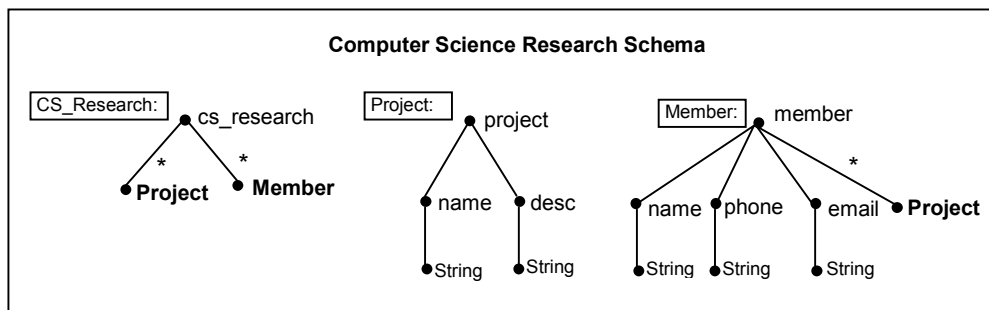 Computer Science Research Schema
CS_Research:
cs_research
*
*
Project
Member
Project:
project
name
desc
String
String
Member:
member
*
name
phone
email
Project
String
String
String